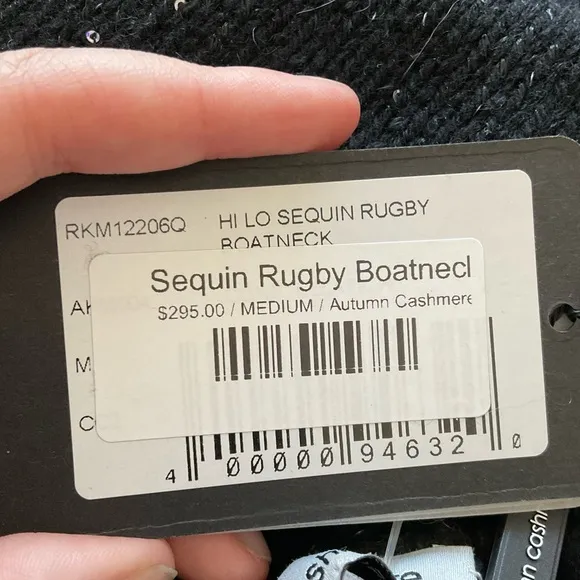 RKM12206Q HI LO SEQUIN RUGBY
BOATNECK
Sequin Rugby Boatnecl
$295.00 / MEDIUM / Autumn Cashmere
4 00000 94632 0